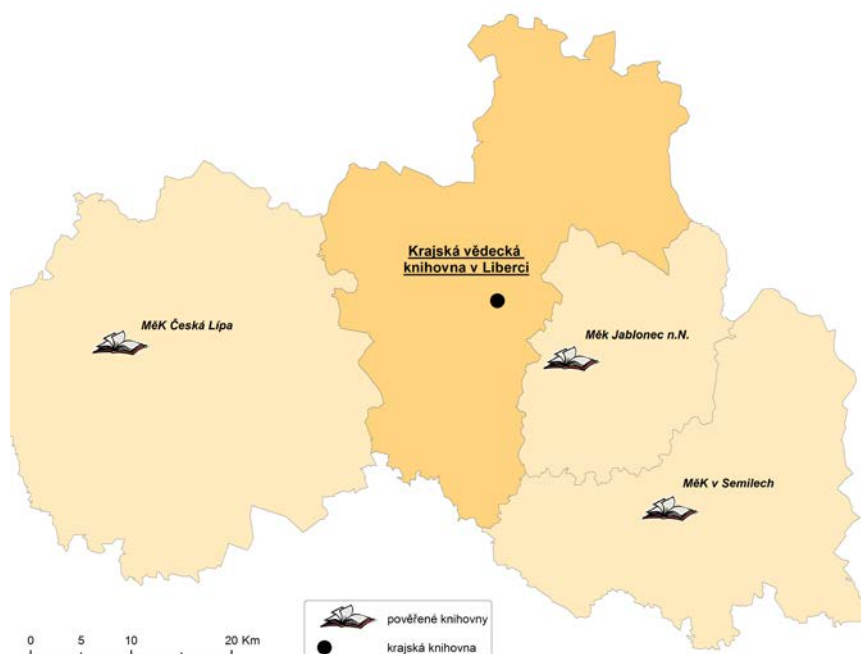 Krajská vědecká
knihovna v Liberci
MěK Česká Lípa
Měk Jablonec n.N.
MěK v Semilech
pověřené knihovny
krajská knihovna
0 5 10 20 Km